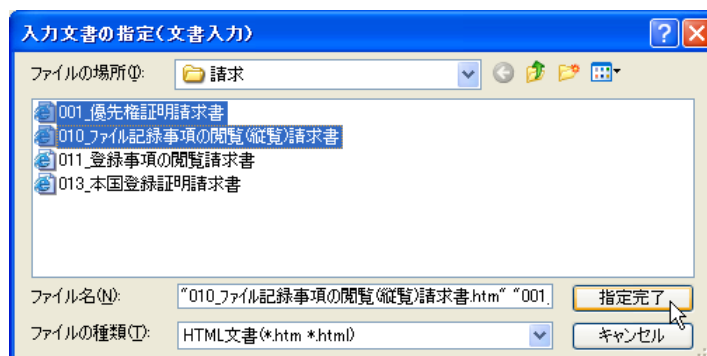 入力文書の指定(文書入力)
ファイルの場所(I):
請求
001_優先権証明請求書
010_ファイル記録事項の閲覧(縦覧)請求書
011_登録事項の閲覧請求書
013_本国登録証明請求書
ファイル名(N):
"010_ファイル記録事項の閲覧(縦覧)請求書.htm" "001_
指定完了
ファイルの種類(T):
HTML文書(*.htm *.html)
キャンセル